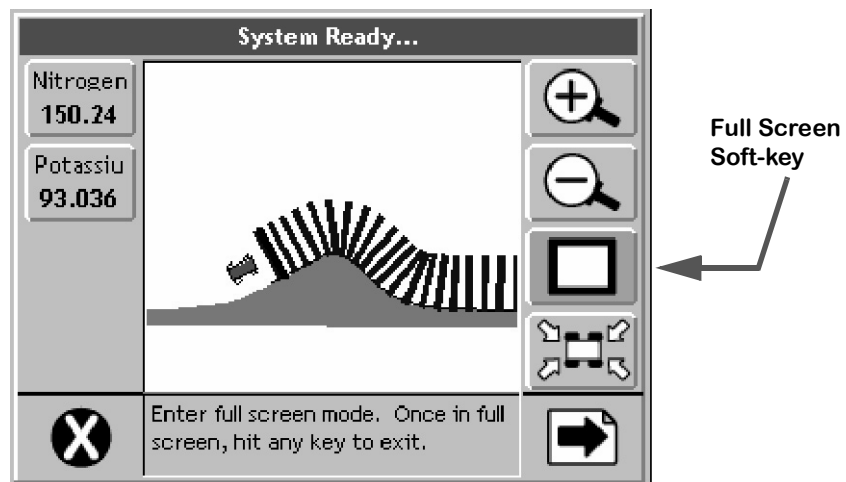 System Ready...
Nitrogen
150.24
Potassiu
93.036
Full Screen
Soft-key
Enter full screen mode. Once in full
screen, hit any key to exit.